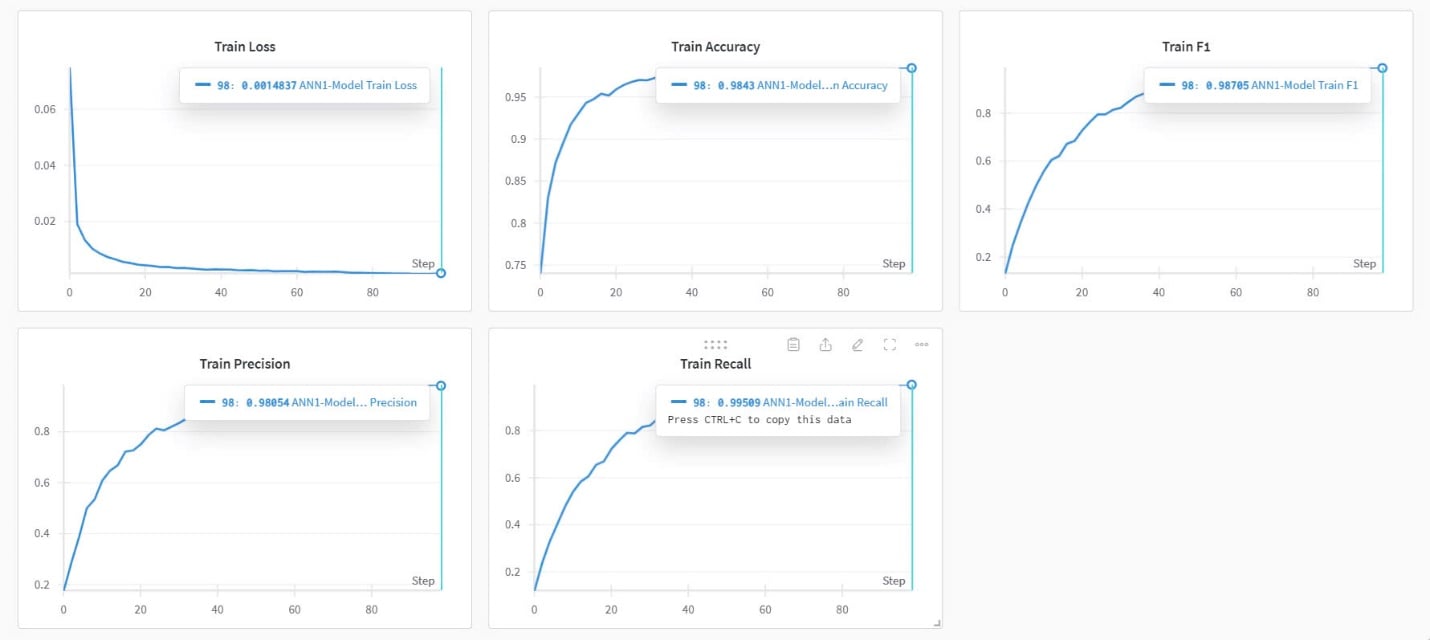 Train Loss
98: 0.0014837 ANN1-Model Train Loss
0.06
0.04
0.02
Step
0 20 40 60 80
Train Accuracy
98: 0.9843 ANN1-Model...n Accuracy
0.95
0.9
0.85
0.8
0.75
Step
0 20 40 60 80
Train F1
98: 0.98705 ANN1-Model Train F1
0.8
0.6
0.4
0.2
Step
0 20 40 60 80
Train Precision
98: 0.98054 ANN1-Model... Precision
0.8
0.6
0.4
0.2
Step
0 20 40 60 80
Train Recall
98: 0.99509 ANN1-Model...ain Recall
Press CTRL+C to copy this data
0.8
0.6
0.4
0.2
Step
0 20 40 60 80